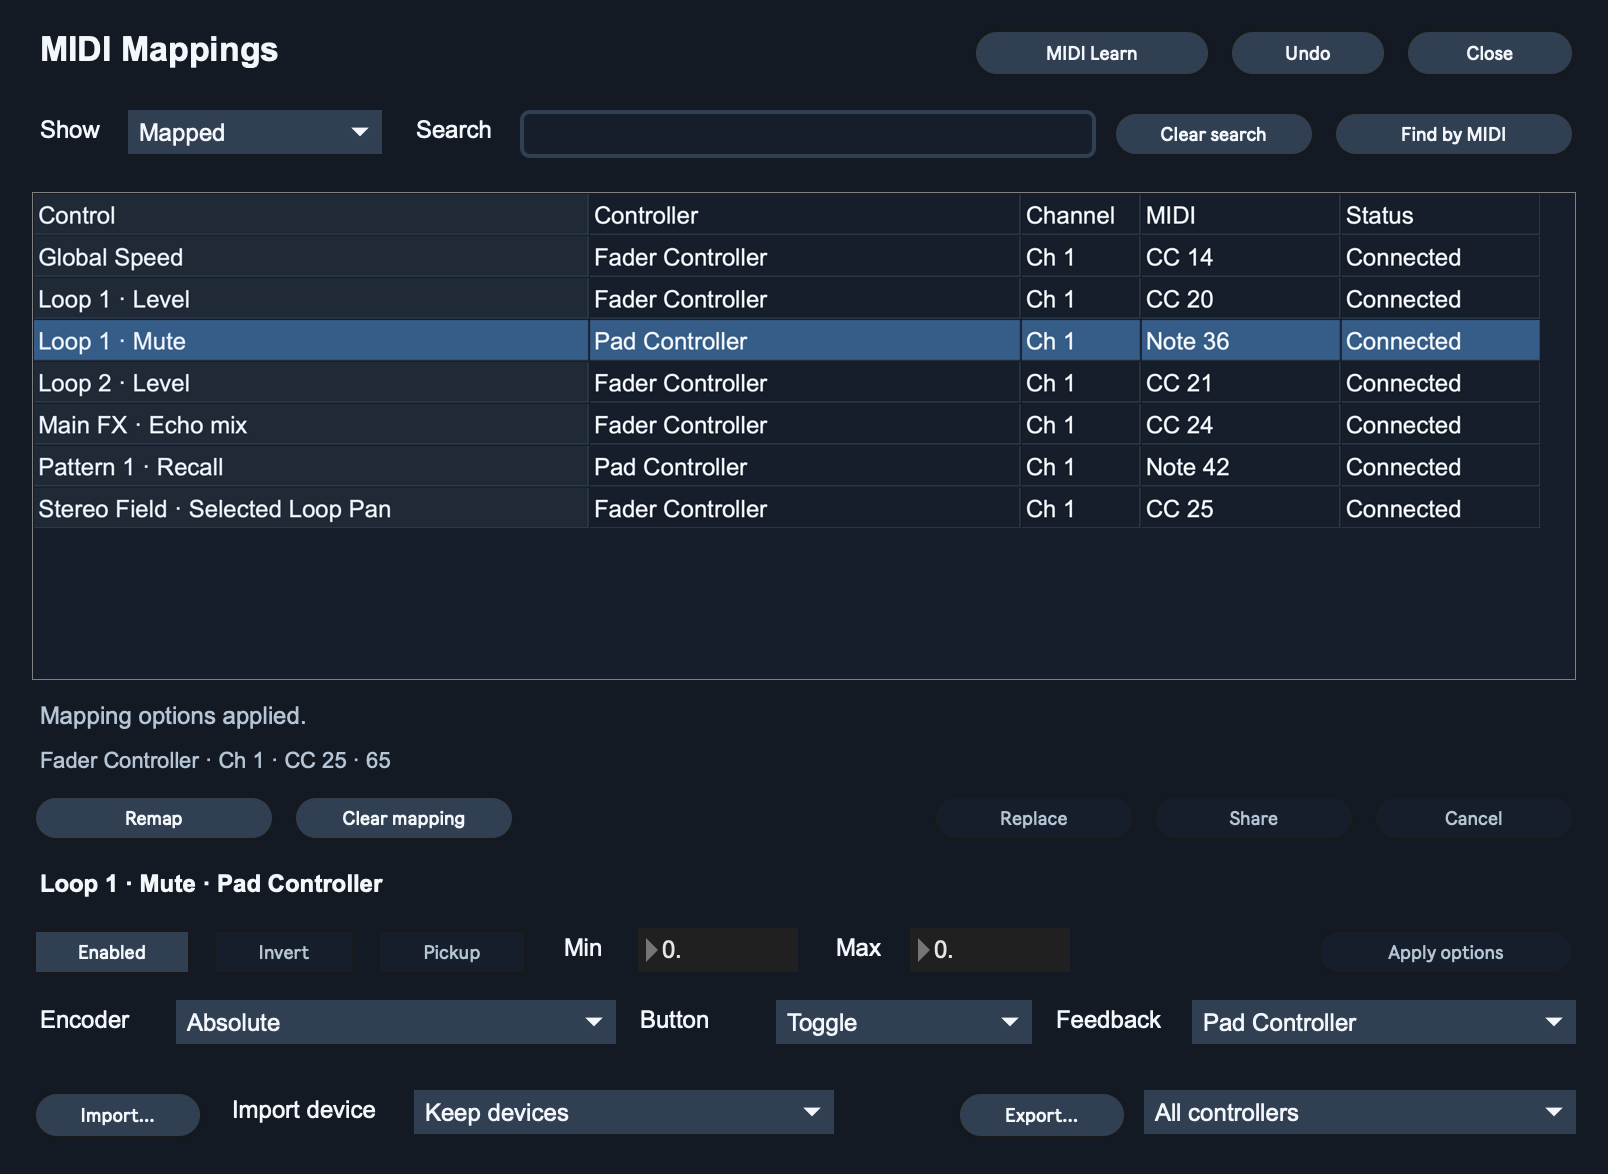 MIDI Mappings MIDI Learn Undo Close
Show Mapped Search Clear search Find by MIDI
Control Controller Channel MIDI Status
Global Speed Fader Controller Ch 1 CC 14 Connected
Loop 1 · Level Fader Controller Ch 1 CC 20 Connected
Loop 1 · Mute Pad Controller Ch 1 Note 36 Connected
Loop 2 · Level Fader Controller Ch 1 CC 21 Connected
Main FX · Echo mix Fader Controller Ch 1 CC 24 Connected
Pattern 1 · Recall Pad Controller Ch 1 Note 42 Connected
Stereo Field · Selected Loop Pan Fader Controller Ch 1 CC 25 Connected
Mapping options applied.
Fader Controller · Ch 1 · CC 25 · 65
Remap Clear mapping Replace Share Cancel
Loop 1 · Mute · Pad Controller
Enabled Invert Pickup Min 0. Max 0. Apply options
Encoder Absolute Button Toggle Feedback Pad Controller
Import... Import device Keep devices Export... All controllers